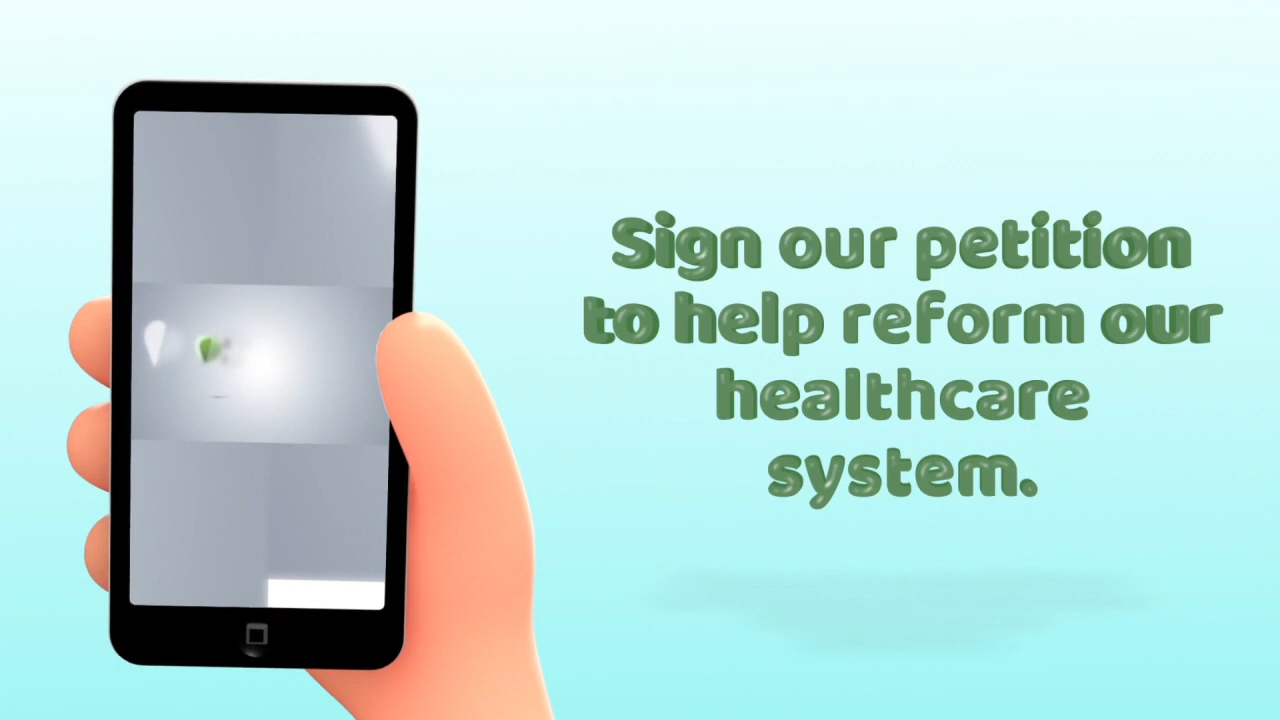 Sign our petition
to help reform our
healthcare
system.